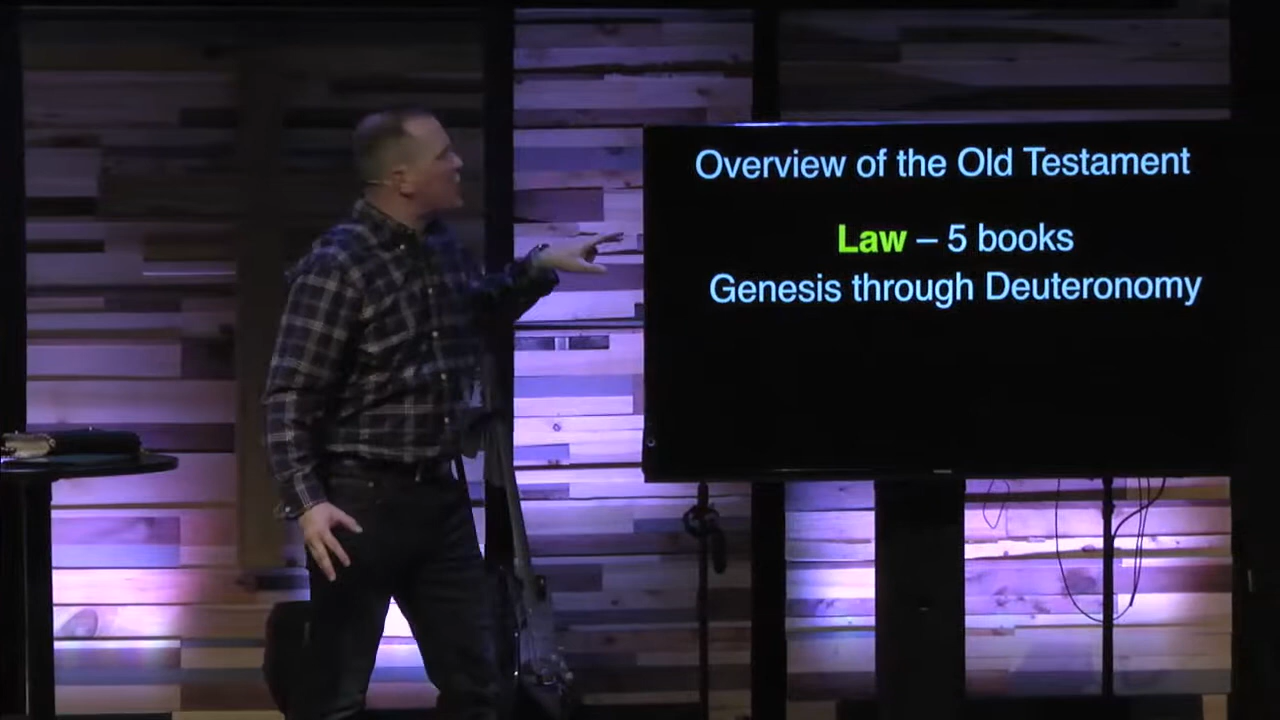 Overview of the Old Testament
Law – 5 books
Genesis through Deuteronomy